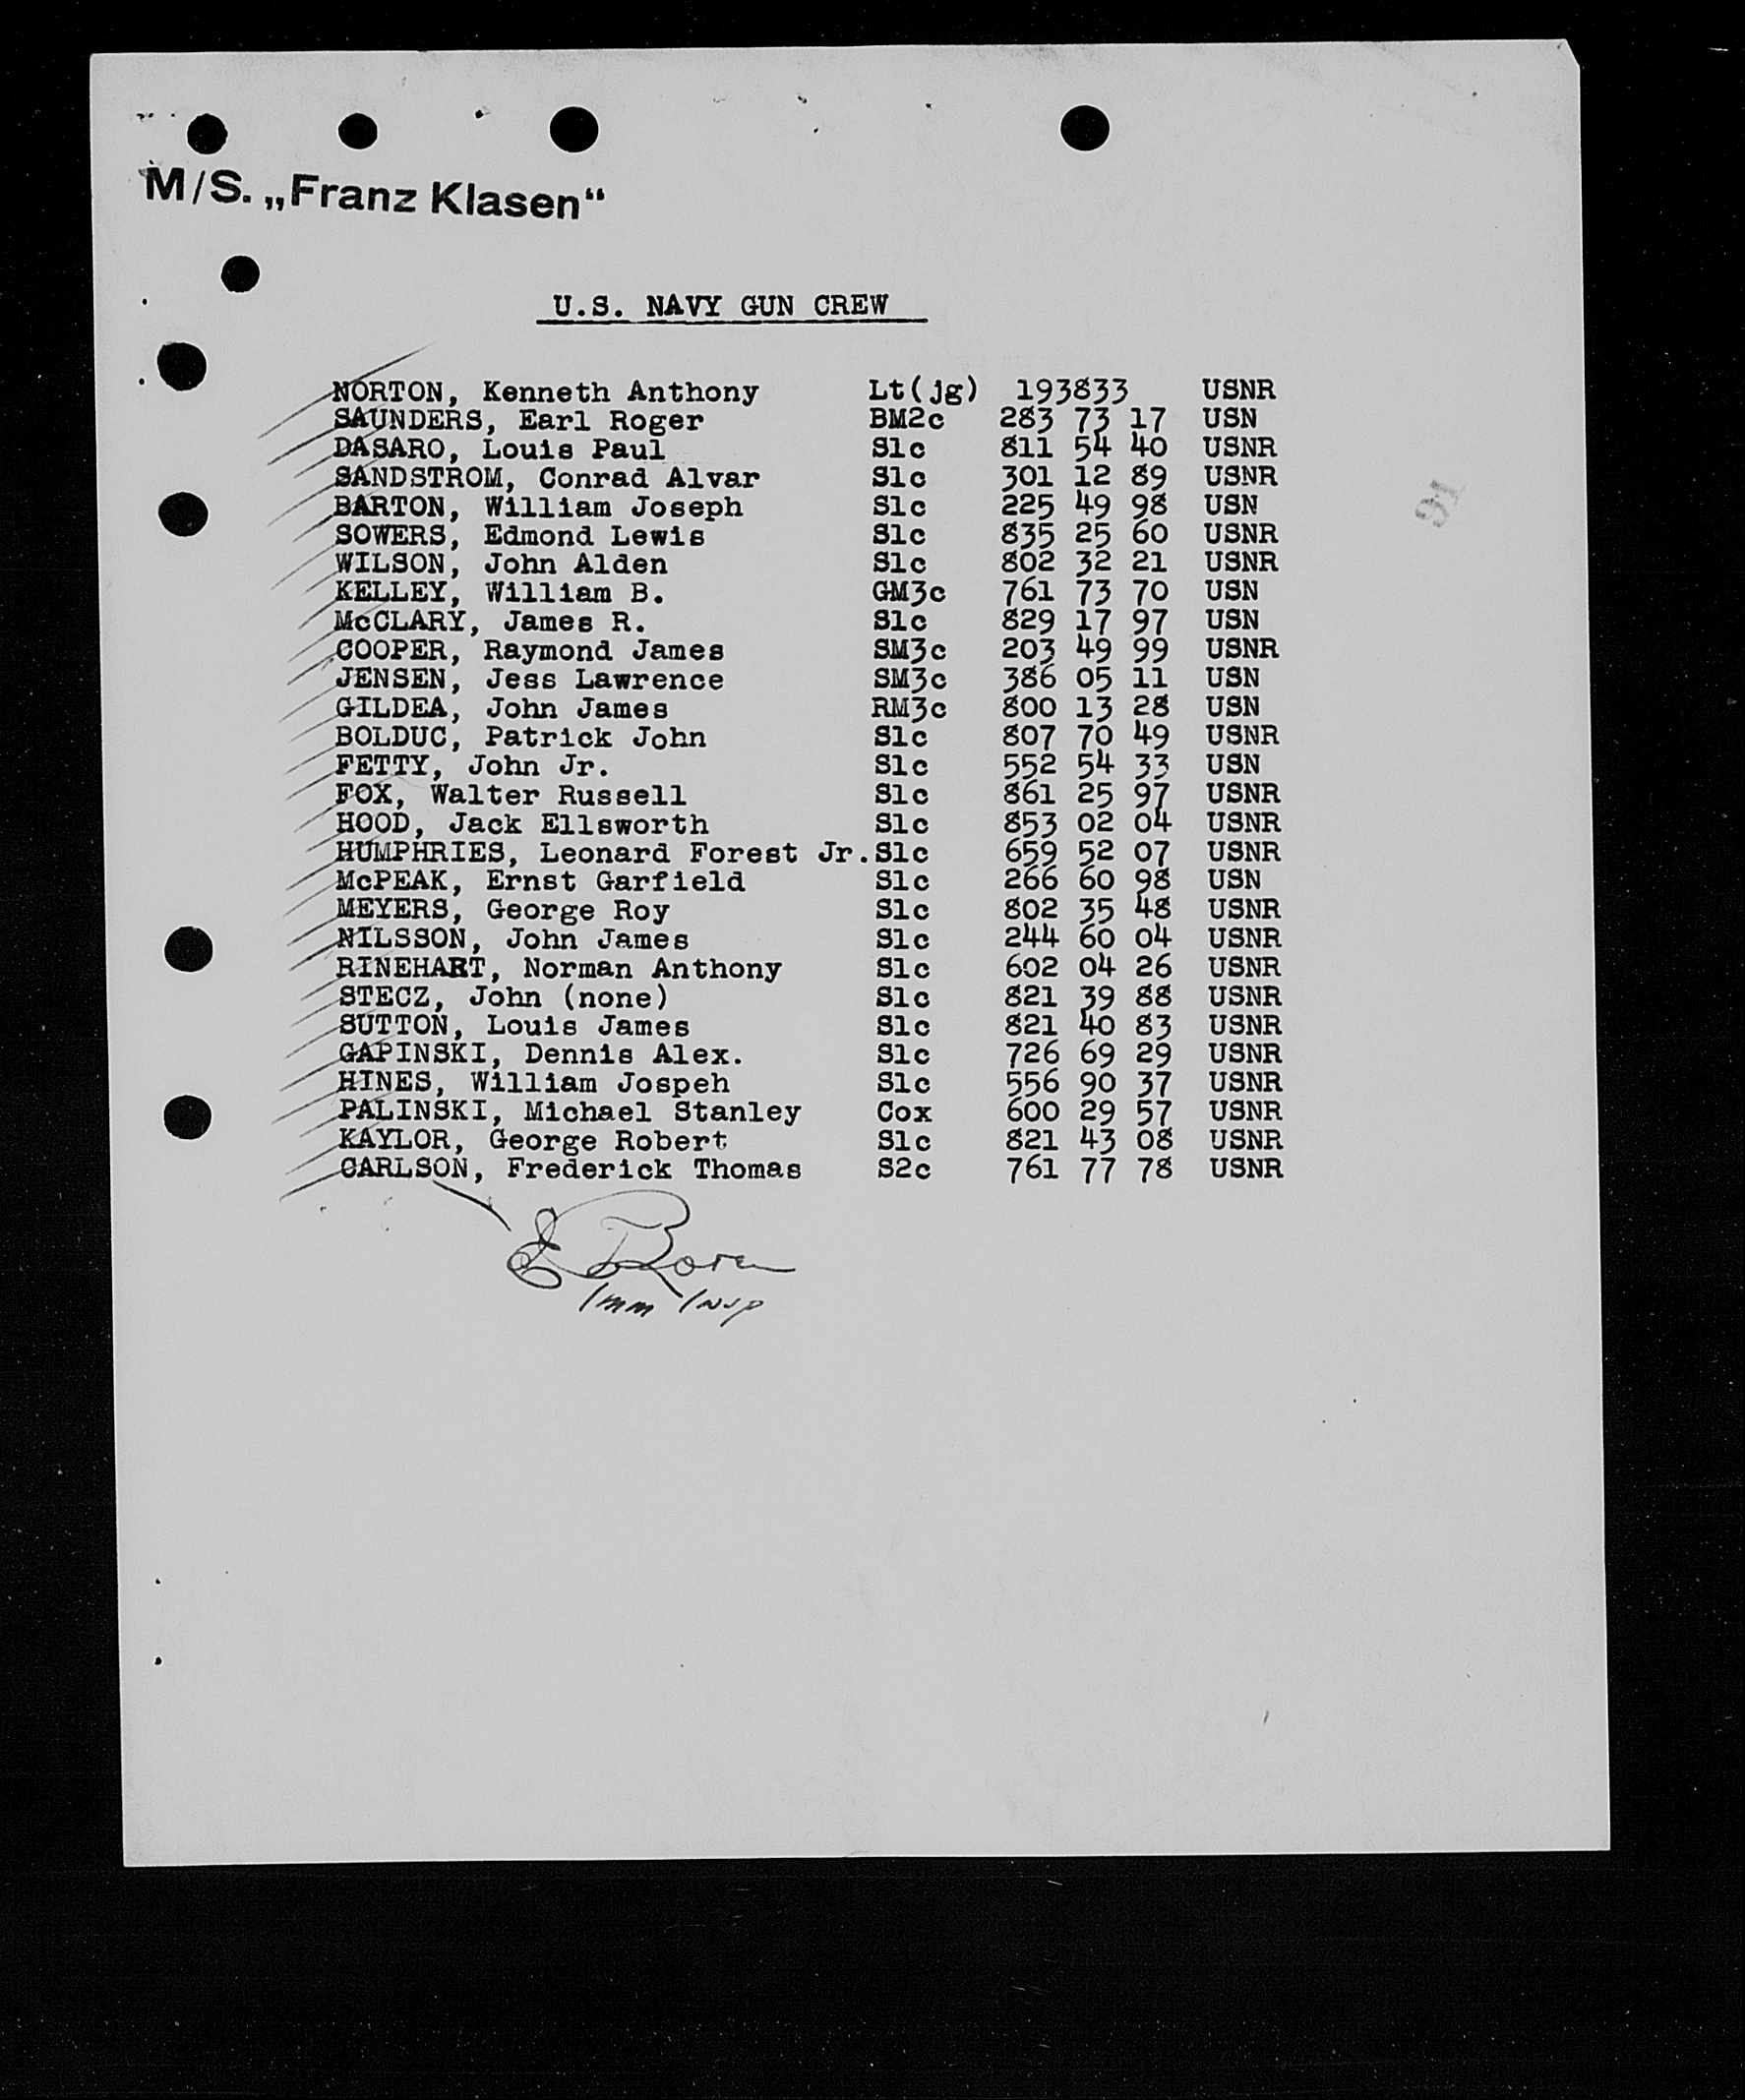 M/S. „Franz Klasen“
U.S. NAVY GUN CREW
NORTON, Kenneth Anthony Lt(jg) 193833 USNR
SAUNDERS, Earl Roger BM2c 283 73 17 USN
DASARO, Louis Paul S1c 811 54 40 USNR
SANDSTROM, Conrad Alvar S1c 301 12 89 USNR
BARTON, William Joseph S1c 225 49 98 USN
SOWERS, Edmond Lewis S1c 835 25 60 USNR
WILSON, John Alden S1c 802 32 21 USNR
KELLEY, William B. GM3c 761 73 70 USN
McCLARY, James R. S1c 829 17 97 USN
COOPER, Raymond James SM3c 203 49 99 USNR
JENSEN, Jess Lawrence SM3c 386 05 11 USN
GILDEA, John James RM3c 800 13 28 USN
BOLDUC, Patrick John S1c 807 70 49 USNR
FETTY, John Jr. S1c 552 54 33 USN
FOX, Walter Russell S1c 861 25 97 USNR
HOOD, Jack Ellsworth S1c 853 02 04 USNR
HUMPHRIES, Leonard Forest Jr. S1c 659 52 07 USNR
McPEAK, Ernst Garfield S1c 266 60 98 USN
MEYERS, George Roy S1c 802 35 48 USNR
NILSSON, John James S1c 244 60 04 USNR
RINEHART, Norman Anthony S1c 602 04 26 USNR
STECZ, John (none) S1c 821 39 88 USNR
SUTTON, Louis James S1c 821 40 83 USNR
GAPINSKI, Dennis Alex. S1c 726 69 29 USNR
HINES, William Jospeh S1c 556 90 37 USNR
PALINSKI, Michael Stanley Cox 600 29 57 USNR
KAYLOR, George Robert S1c 821 43 08 USNR
CARLSON, Frederick Thomas S2c 761 77 78 USNR
Imm Insp